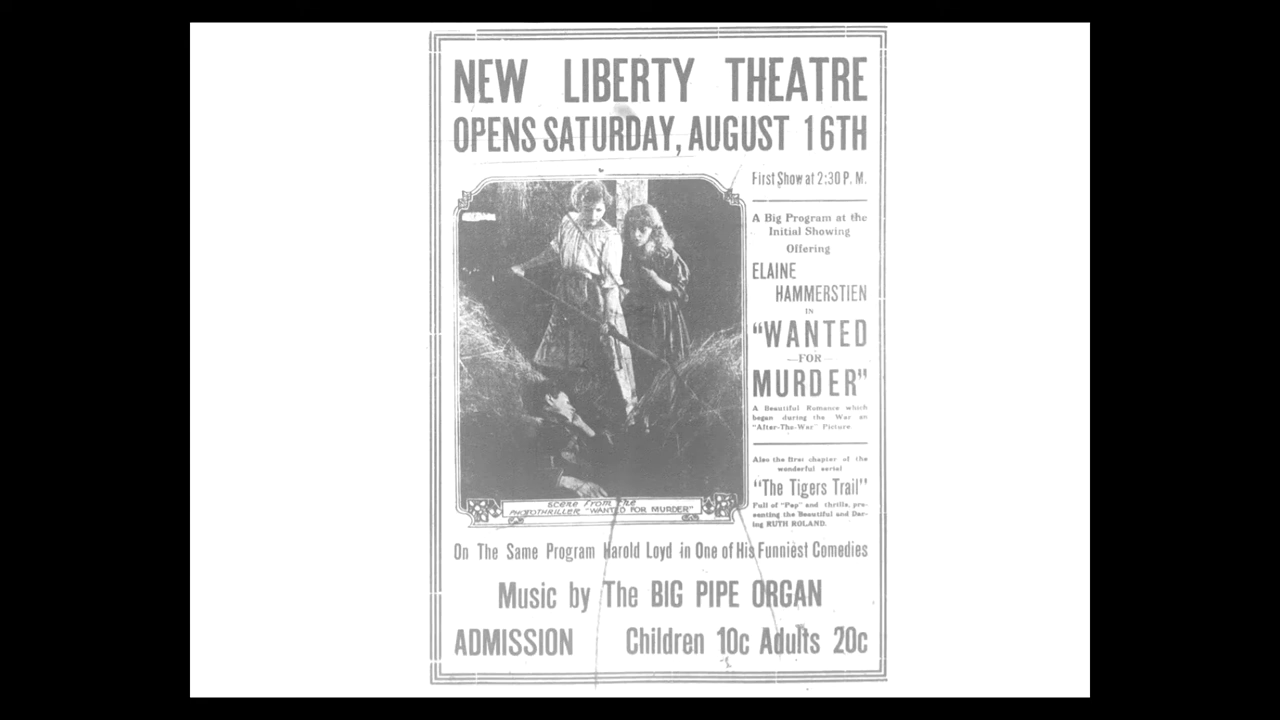 NEW LIBERTY THEATRE
OPENS SATURDAY, AUGUST 16TH
First Show at 2:30 P. M.
A Big Program at the
Initial Showing
Offering
ELAINE
HAMMERSTIEN
IN
"WANTED
—FOR—
MURDER"
A Beautiful Romance which
began during the War an
"After-The-War" Picture
Also the first chapter of the
wonderful serial
"The Tigers Trail"
Full of "Pep" and thrills, pre-
senting the Beautiful and Dar-
ing RUTH ROLAND.
Scene from the
PHOTOTHRILLER "WANTED FOR MURDER"
On The Same Program Harold Loyd in One of His Funniest Comedies
Music by The BIG PIPE ORGAN
ADMISSION Children 10c Adults 20c